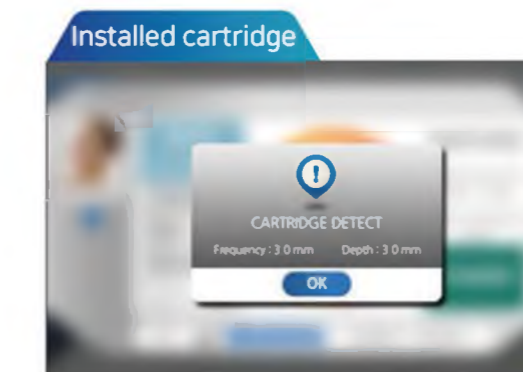 Installed cartridge
CARTRIDGE DETECT
Frequency : 3 0 mm Depth : 3 0 mm
OK